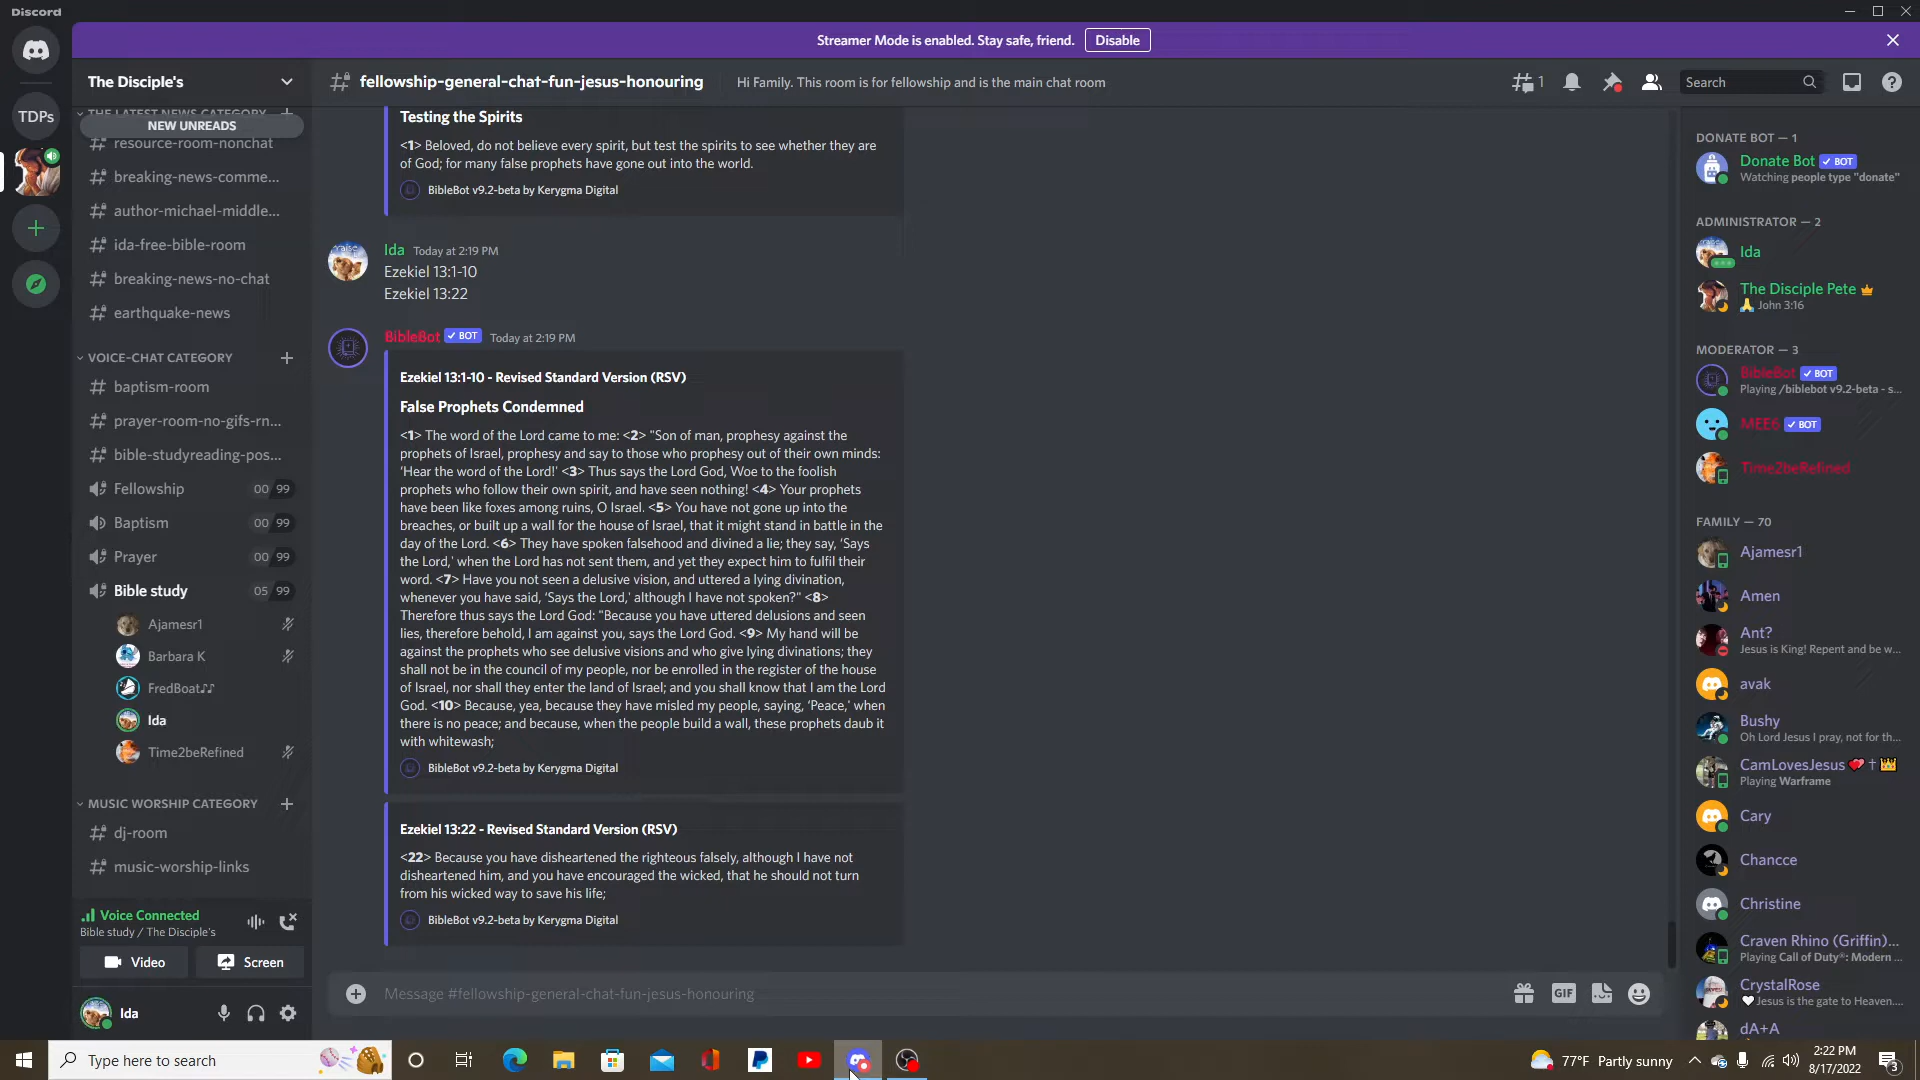 Discord
Streamer Mode is enabled. Stay safe, friend.
Disable
The Disciple's
fellowship-general-chat-fun-jesus-honouring
Hi Family. This room is for fellowship and is the main chat room
1
Search
TDPs
THE LATEST NEWS CATEGORY
NEW UNREADS
resource-room-nonchat
breaking-news-comme...
author-michael-middle...
ida-free-bible-room
breaking-news-no-chat
earthquake-news
VOICE-CHAT CATEGORY
baptism-room
prayer-room-no-gifs-rn...
bible-studyreading-pos...
Fellowship 00 99
Baptism 00 99
Prayer 00 99
Bible study 05 99
Ajamesr1
Barbara K
FredBoat♪♪
Ida
Time2beRefined
MUSIC WORSHIP CATEGORY
dj-room
music-worship-links
Voice Connected
Bible study / The Disciple's
Video
Screen
Ida
Testing the Spirits
<1> Beloved, do not believe every spirit, but test the spirits to see whether they are
of God; for many false prophets have gone out into the world.
BibleBot v9.2-beta by Kerygma Digital
Ida Today at 2:19 PM
Ezekiel 13:1-10
Ezekiel 13:22
BibleBot ✓ BOT Today at 2:19 PM
Ezekiel 13:1-10 - Revised Standard Version (RSV)
False Prophets Condemned
<1> The word of the Lord came to me: <2> "Son of man, prophesy against the
prophets of Israel, prophesy and say to those who prophesy out of their own minds:
'Hear the word of the Lord!' <3> Thus says the Lord God, Woe to the foolish
prophets who follow their own spirit, and have seen nothing! <4> Your prophets
have been like foxes among ruins, O Israel. <5> You have not gone up into the
breaches, or built up a wall for the house of Israel, that it might stand in battle in the
day of the Lord. <6> They have spoken falsehood and divined a lie; they say, 'Says
the Lord,' when the Lord has not sent them, and yet they expect him to fulfil their
word. <7> Have you not seen a delusive vision, and uttered a lying divination,
whenever you have said, 'Says the Lord,' although I have not spoken?" <8>
Therefore thus says the Lord God: "Because you have uttered delusions and seen
lies, therefore behold, I am against you, says the Lord God. <9> My hand will be
against the prophets who see delusive visions and who give lying divinations; they
shall not be in the council of my people, nor be enrolled in the register of the house
of Israel, nor shall they enter the land of Israel; and you shall know that I am the Lord
God. <10> Because, yea, because they have misled my people, saying, 'Peace,' when
there is no peace; and because, when the people build a wall, these prophets daub it
with whitewash;
BibleBot v9.2-beta by Kerygma Digital
Ezekiel 13:22 - Revised Standard Version (RSV)
<22> Because you have disheartened the righteous falsely, although I have not
disheartened him, and you have encouraged the wicked, that he should not turn
from his wicked way to save his life;
BibleBot v9.2-beta by Kerygma Digital
Message #fellowship-general-chat-fun-jesus-honouring
GIF
DONATE BOT — 1
Donate Bot ✓ BOT
Watching people type "donate"
ADMINISTRATOR — 2
Ida
The Disciple Pete
John 3:16
MODERATOR — 3
BibleBot ✓ BOT
Playing /biblebot v9.2-beta - s...
MEE6 ✓ BOT
Time2beRefined
FAMILY — 70
Ajamesr1
Amen
Ant?
Jesus is King! Repent and be w...
avak
Bushy
Oh Lord Jesus I pray, not for th...
CamLovesJesus
Playing Warframe
Cary
Chancce
Christine
Craven Rhino (Griffin)...
Playing Call of Duty®: Modern ...
CrystalRose
Jesus is the gate to Heaven....
dA+A
Type here to search
77°F Partly sunny
2:22 PM
8/17/2022
3